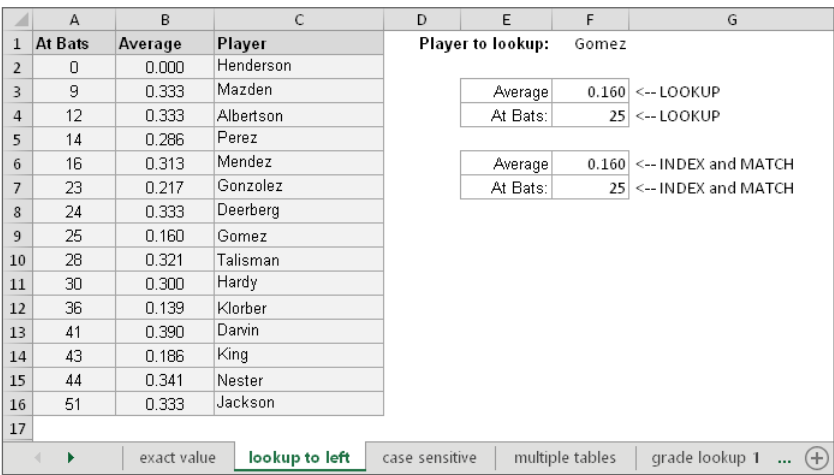 A B C D E F G
1 At Bats Average Player Player to lookup: Gomez
2 0 0.000 Henderson
3 9 0.333 Mazden Average 0.160 <-- LOOKUP
4 12 0.333 Albertson At Bats: 25 <-- LOOKUP
5 14 0.286 Perez
6 16 0.313 Mendez Average 0.160 <-- INDEX and MATCH
7 23 0.217 Gonzolez At Bats: 25 <-- INDEX and MATCH
8 24 0.333 Deerberg
9 25 0.160 Gomez
10 28 0.321 Talisman
11 30 0.300 Hardy
12 36 0.139 Klorber
13 41 0.390 Darvin
14 43 0.186 King
15 44 0.341 Nester
16 51 0.333 Jackson
17
exact value lookup to left case sensitive multiple tables grade lookup 1 ...